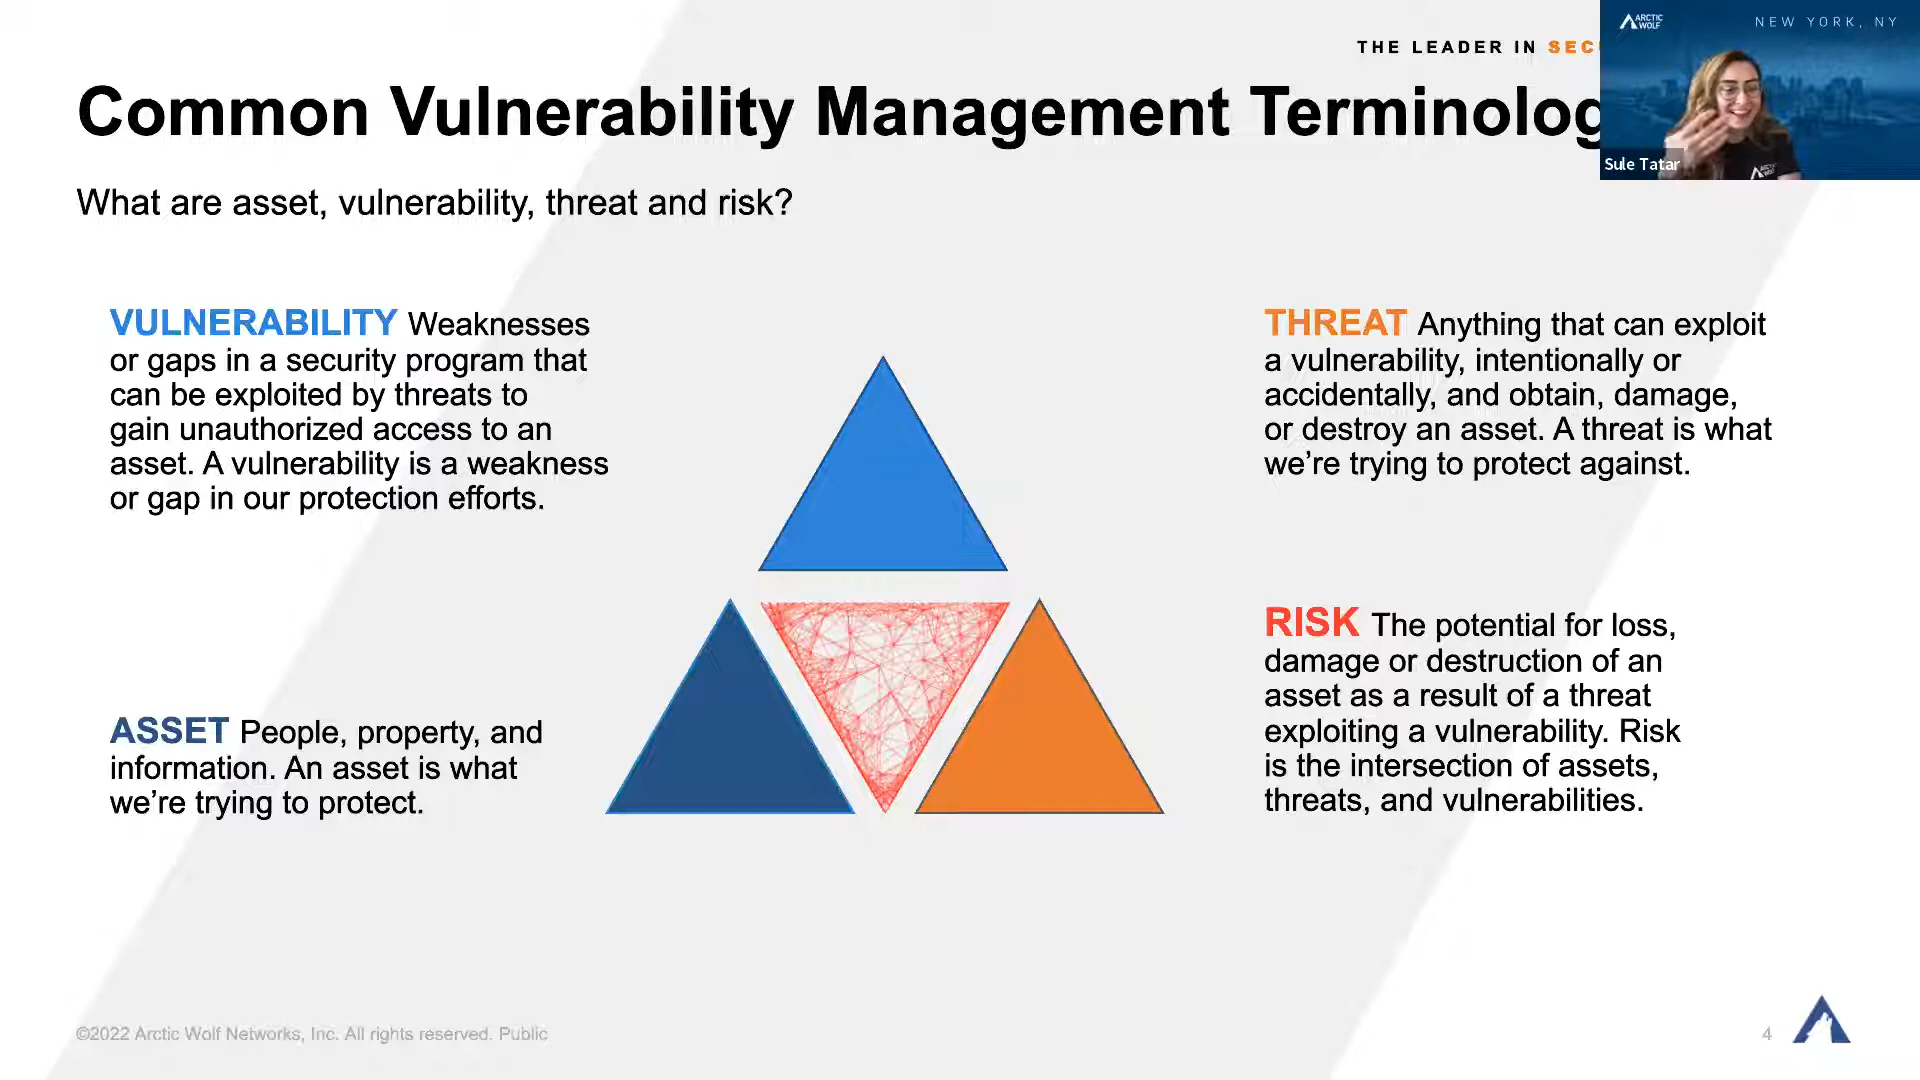 THE LEADER IN SEC
Common Vulnerability Management Terminolog
What are asset, vulnerability, threat and risk?
VULNERABILITY Weaknesses
or gaps in a security program that
can be exploited by threats to
gain unauthorized access to an
asset. A vulnerability is a weakness
or gap in our protection efforts.
ASSET People, property, and
information. An asset is what
we’re trying to protect.
THREAT Anything that can exploit
a vulnerability, intentionally or
accidentally, and obtain, damage,
or destroy an asset. A threat is what
we’re trying to protect against.
RISK The potential for loss,
damage or destruction of an
asset as a result of a threat
exploiting a vulnerability. Risk
is the intersection of assets,
threats, and vulnerabilities.
ARCTIC
WOLF
NEW YORK, NY
Sule Tatar
©2022 Arctic Wolf Networks, Inc. All rights reserved. Public
4